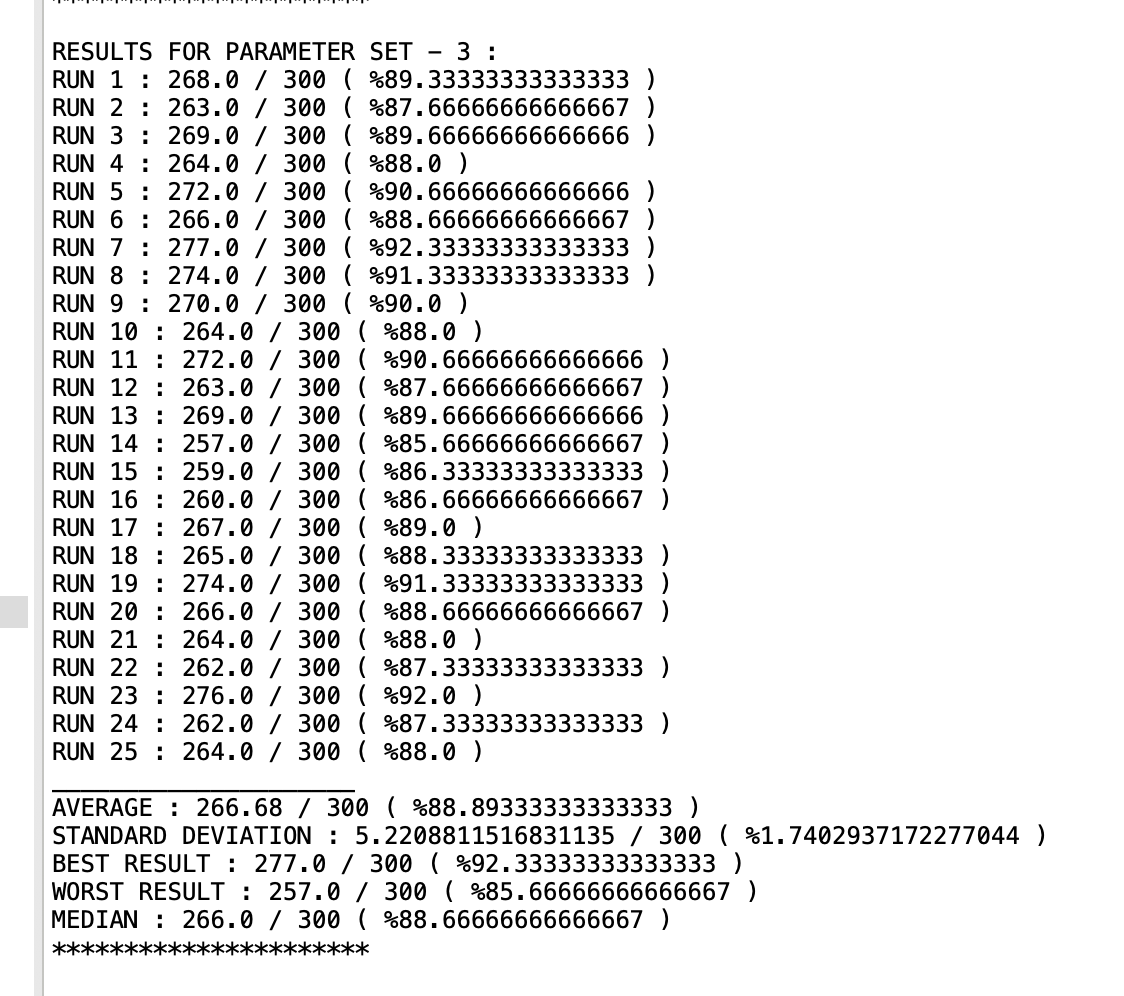 **********************
RESULTS FOR PARAMETER SET – 3 :
RUN 1 : 268.0 / 300 ( %89.33333333333333 )
RUN 2 : 263.0 / 300 ( %87.66666666666667 )
RUN 3 : 269.0 / 300 ( %89.66666666666666 )
RUN 4 : 264.0 / 300 ( %88.0 )
RUN 5 : 272.0 / 300 ( %90.66666666666666 )
RUN 6 : 266.0 / 300 ( %88.66666666666667 )
RUN 7 : 277.0 / 300 ( %92.33333333333333 )
RUN 8 : 274.0 / 300 ( %91.33333333333333 )
RUN 9 : 270.0 / 300 ( %90.0 )
RUN 10 : 264.0 / 300 ( %88.0 )
RUN 11 : 272.0 / 300 ( %90.66666666666666 )
RUN 12 : 263.0 / 300 ( %87.66666666666667 )
RUN 13 : 269.0 / 300 ( %89.66666666666666 )
RUN 14 : 257.0 / 300 ( %85.66666666666667 )
RUN 15 : 259.0 / 300 ( %86.33333333333333 )
RUN 16 : 260.0 / 300 ( %86.66666666666667 )
RUN 17 : 267.0 / 300 ( %89.0 )
RUN 18 : 265.0 / 300 ( %88.33333333333333 )
RUN 19 : 274.0 / 300 ( %91.33333333333333 )
RUN 20 : 266.0 / 300 ( %88.66666666666667 )
RUN 21 : 264.0 / 300 ( %88.0 )
RUN 22 : 262.0 / 300 ( %87.33333333333333 )
RUN 23 : 276.0 / 300 ( %92.0 )
RUN 24 : 262.0 / 300 ( %87.33333333333333 )
RUN 25 : 264.0 / 300 ( %88.0 )
_____________________
AVERAGE : 266.68 / 300 ( %88.89333333333333 )
STANDARD DEVIATION : 5.2208811516831135 / 300 ( %1.7402937172277044 )
BEST RESULT : 277.0 / 300 ( %92.33333333333333 )
WORST RESULT : 257.0 / 300 ( %85.66666666666667 )
MEDIAN : 266.0 / 300 ( %88.66666666666667 )
**********************